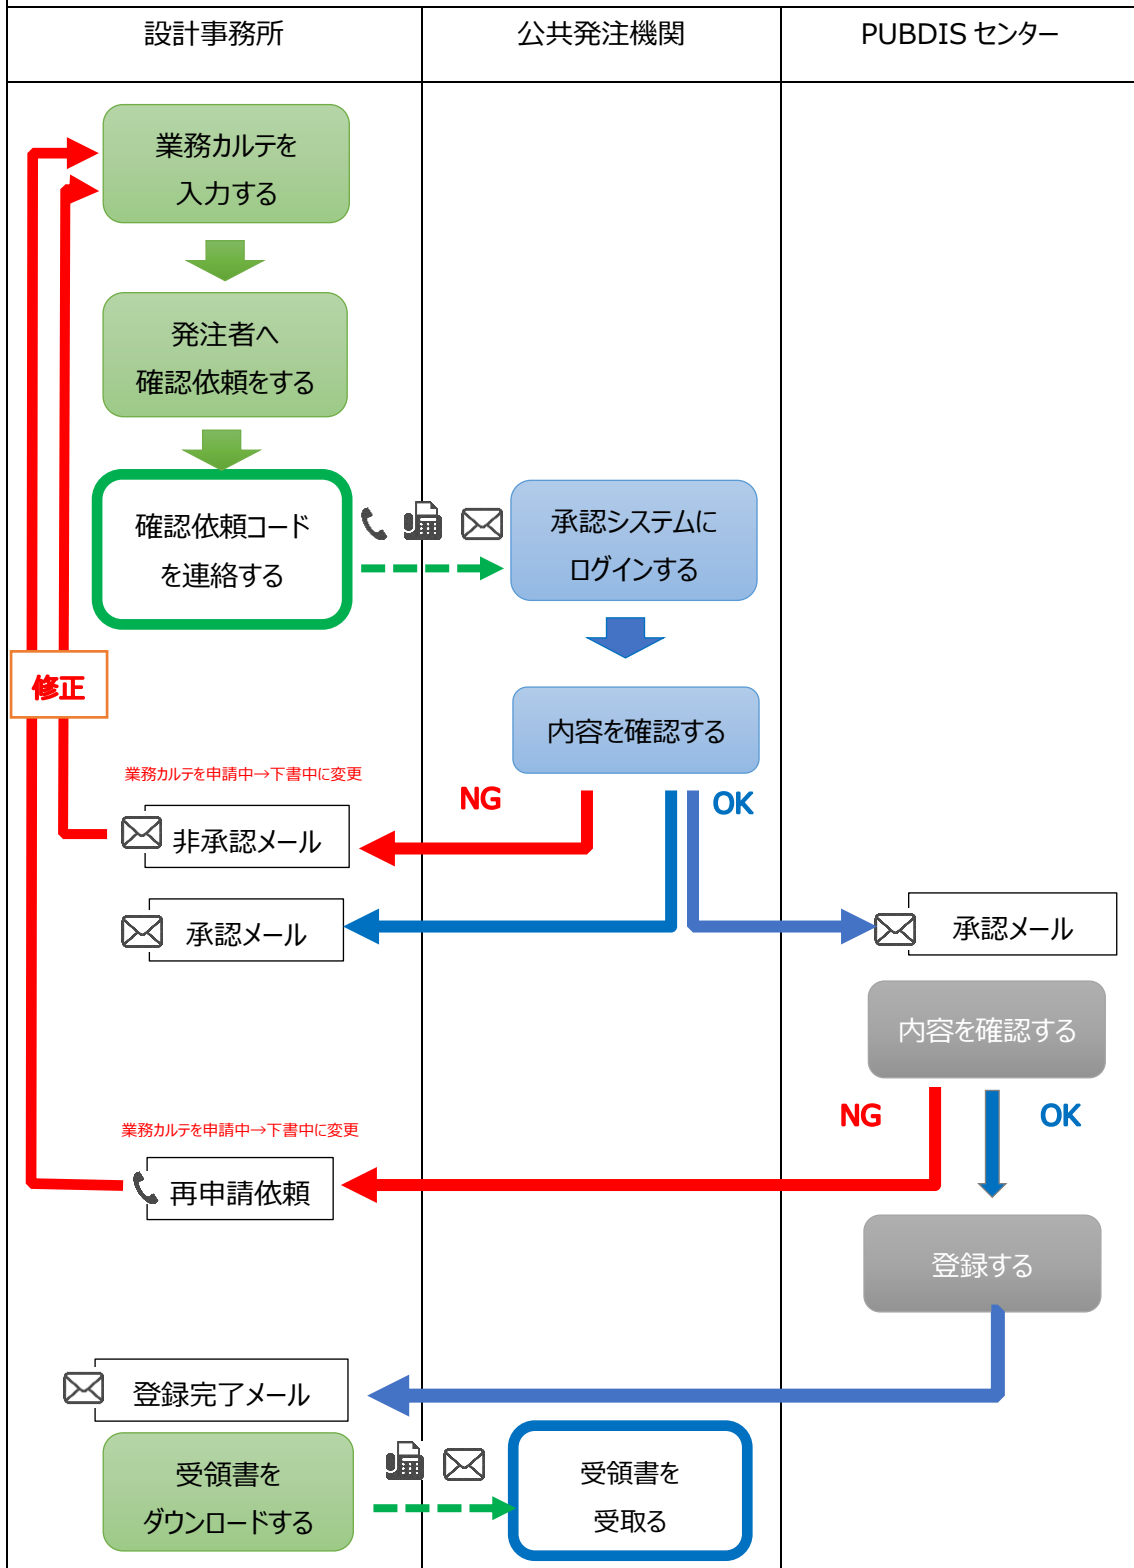 設計事務所
公共発注機関
PUBDIS センター
業務カルテを
入力する
発注者へ
確認依頼をする
確認依頼コード
を連絡する
承認システムに
ログインする
修正
内容を確認する
業務カルテを申請中→下書中に変更
NG
OK
非承認メール
承認メール
承認メール
内容を確認する
NG
OK
業務カルテを申請中→下書中に変更
再申請依頼
登録する
登録完了メール
受領書を
ダウンロードする
受領書を
受取る